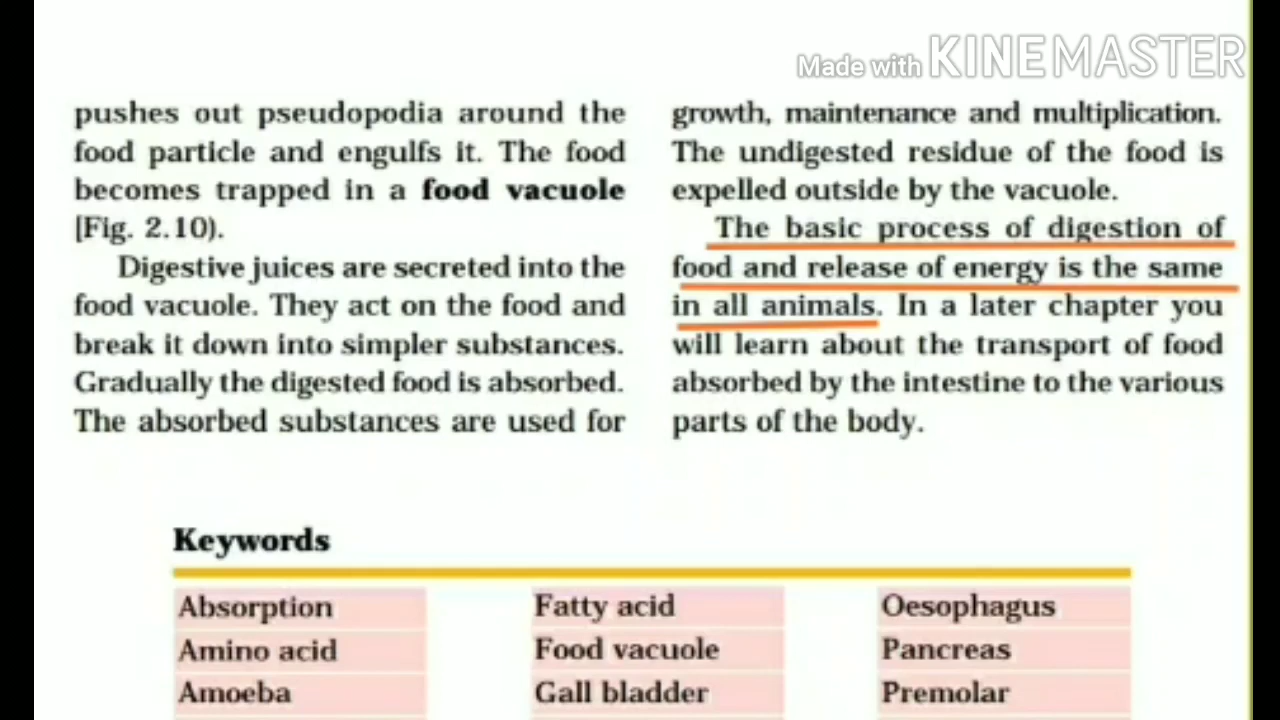 Made with KINEMASTER
pushes out pseudopodia around the
food particle and engulfs it. The food
becomes trapped in a food vacuole
[Fig. 2.10).
Digestive juices are secreted into the
food vacuole. They act on the food and
break it down into simpler substances.
Gradually the digested food is absorbed.
The absorbed substances are used for
growth, maintenance and multiplication.
The undigested residue of the food is
expelled outside by the vacuole.
The basic process of digestion of
food and release of energy is the same
in all animals. In a later chapter you
will learn about the transport of food
absorbed by the intestine to the various
parts of the body.
Keywords
Absorption
Amino acid
Amoeba
Fatty acid
Food vacuole
Gall bladder
Oesophagus
Pancreas
Premolar